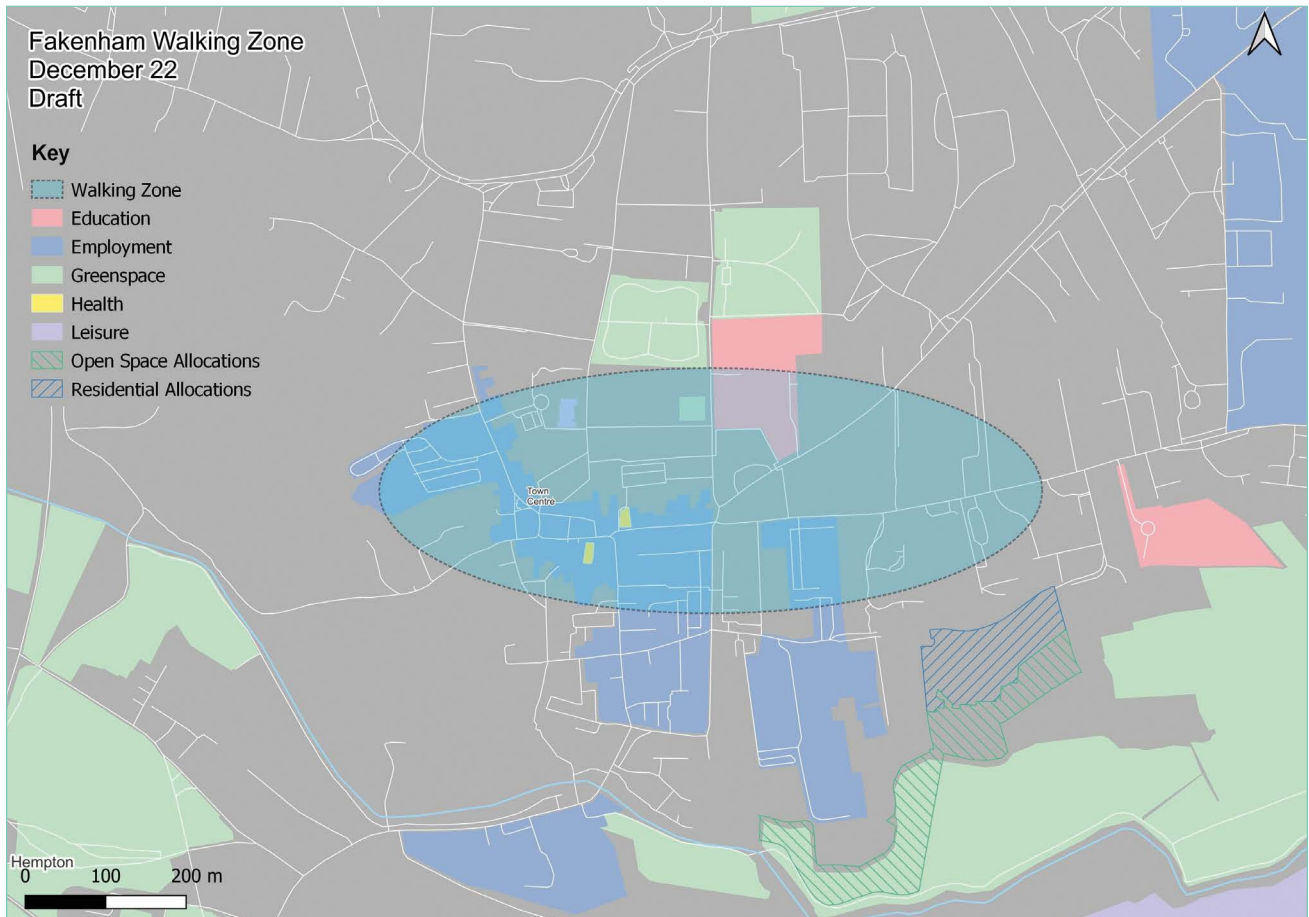 Fakenham Walking Zone
December 22
Draft
Key
Walking Zone
Education
Employment
Greenspace
Health
Leisure
Open Space Allocations
Residential Allocations
Town
Centre
Hempton
0 100 200 m